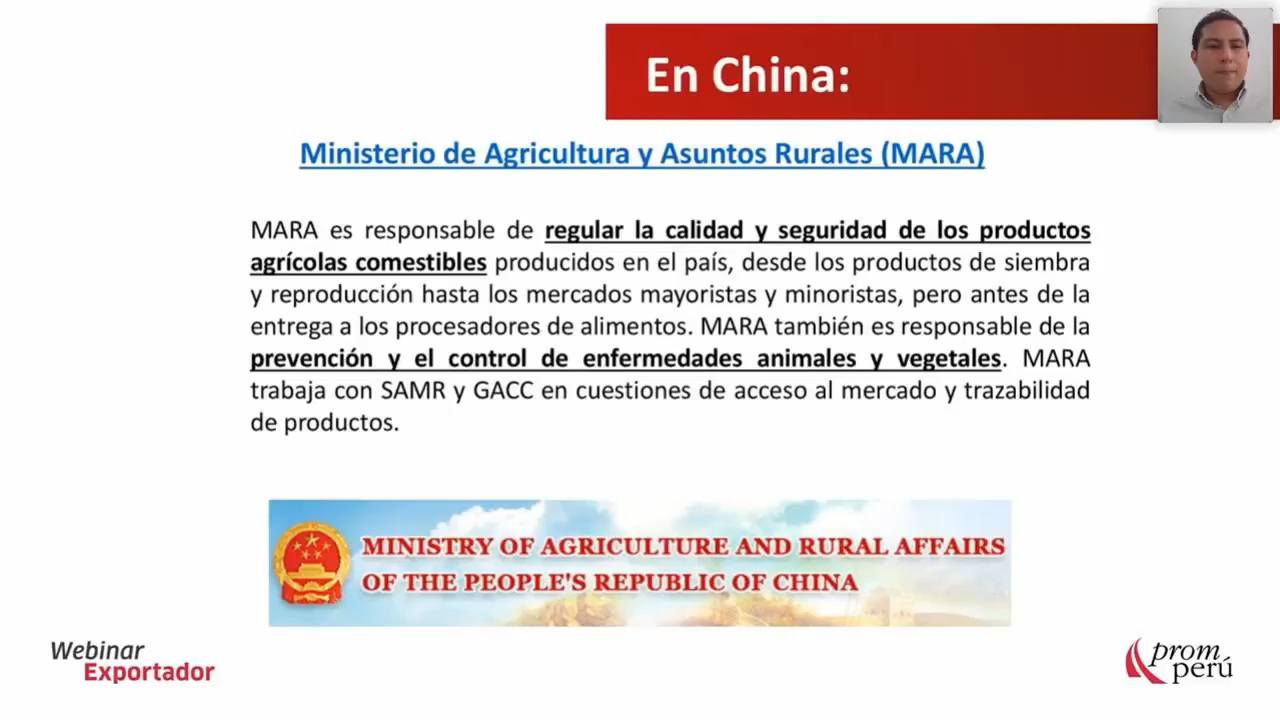 En China:
Ministerio de Agricultura y Asuntos Rurales (MARA)
MARA es responsable de regular la calidad y seguridad de los productos
agrícolas comestibles producidos en el país, desde los productos de siembra
y reproducción hasta los mercados mayoristas y minoristas, pero antes de la
entrega a los procesadores de alimentos. MARA también es responsable de la
prevención y el control de enfermedades animales y vegetales. MARA
trabaja con SAMR y GACC en cuestiones de acceso al mercado y trazabilidad
de productos.
MINISTRY OF AGRICULTURE AND RURAL AFFAIRS
OF THE PEOPLE'S REPUBLIC OF CHINA
Webinar
Exportador
prom
perú